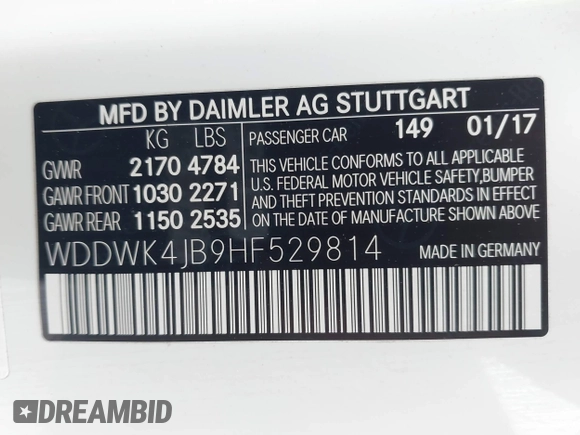 MFD BY DAIMLER AG STUTTGART
KG LBS PASSENGER CAR 149 01/17
GVWR 2170 4784
GAWR FRONT 1030 2271
GAWR REAR 1150 2535
THIS VEHICLE CONFORMS TO ALL APPLICABLE
U.S. FEDERAL MOTOR VEHICLE SAFETY,BUMPER
AND THEFT PREVENTION STANDARDS IN EFFECT
ON THE DATE OF MANUFACTURE SHOWN ABOVE.
WDDWK4JB9HF529814 MADE IN GERMANY
DREAMBID